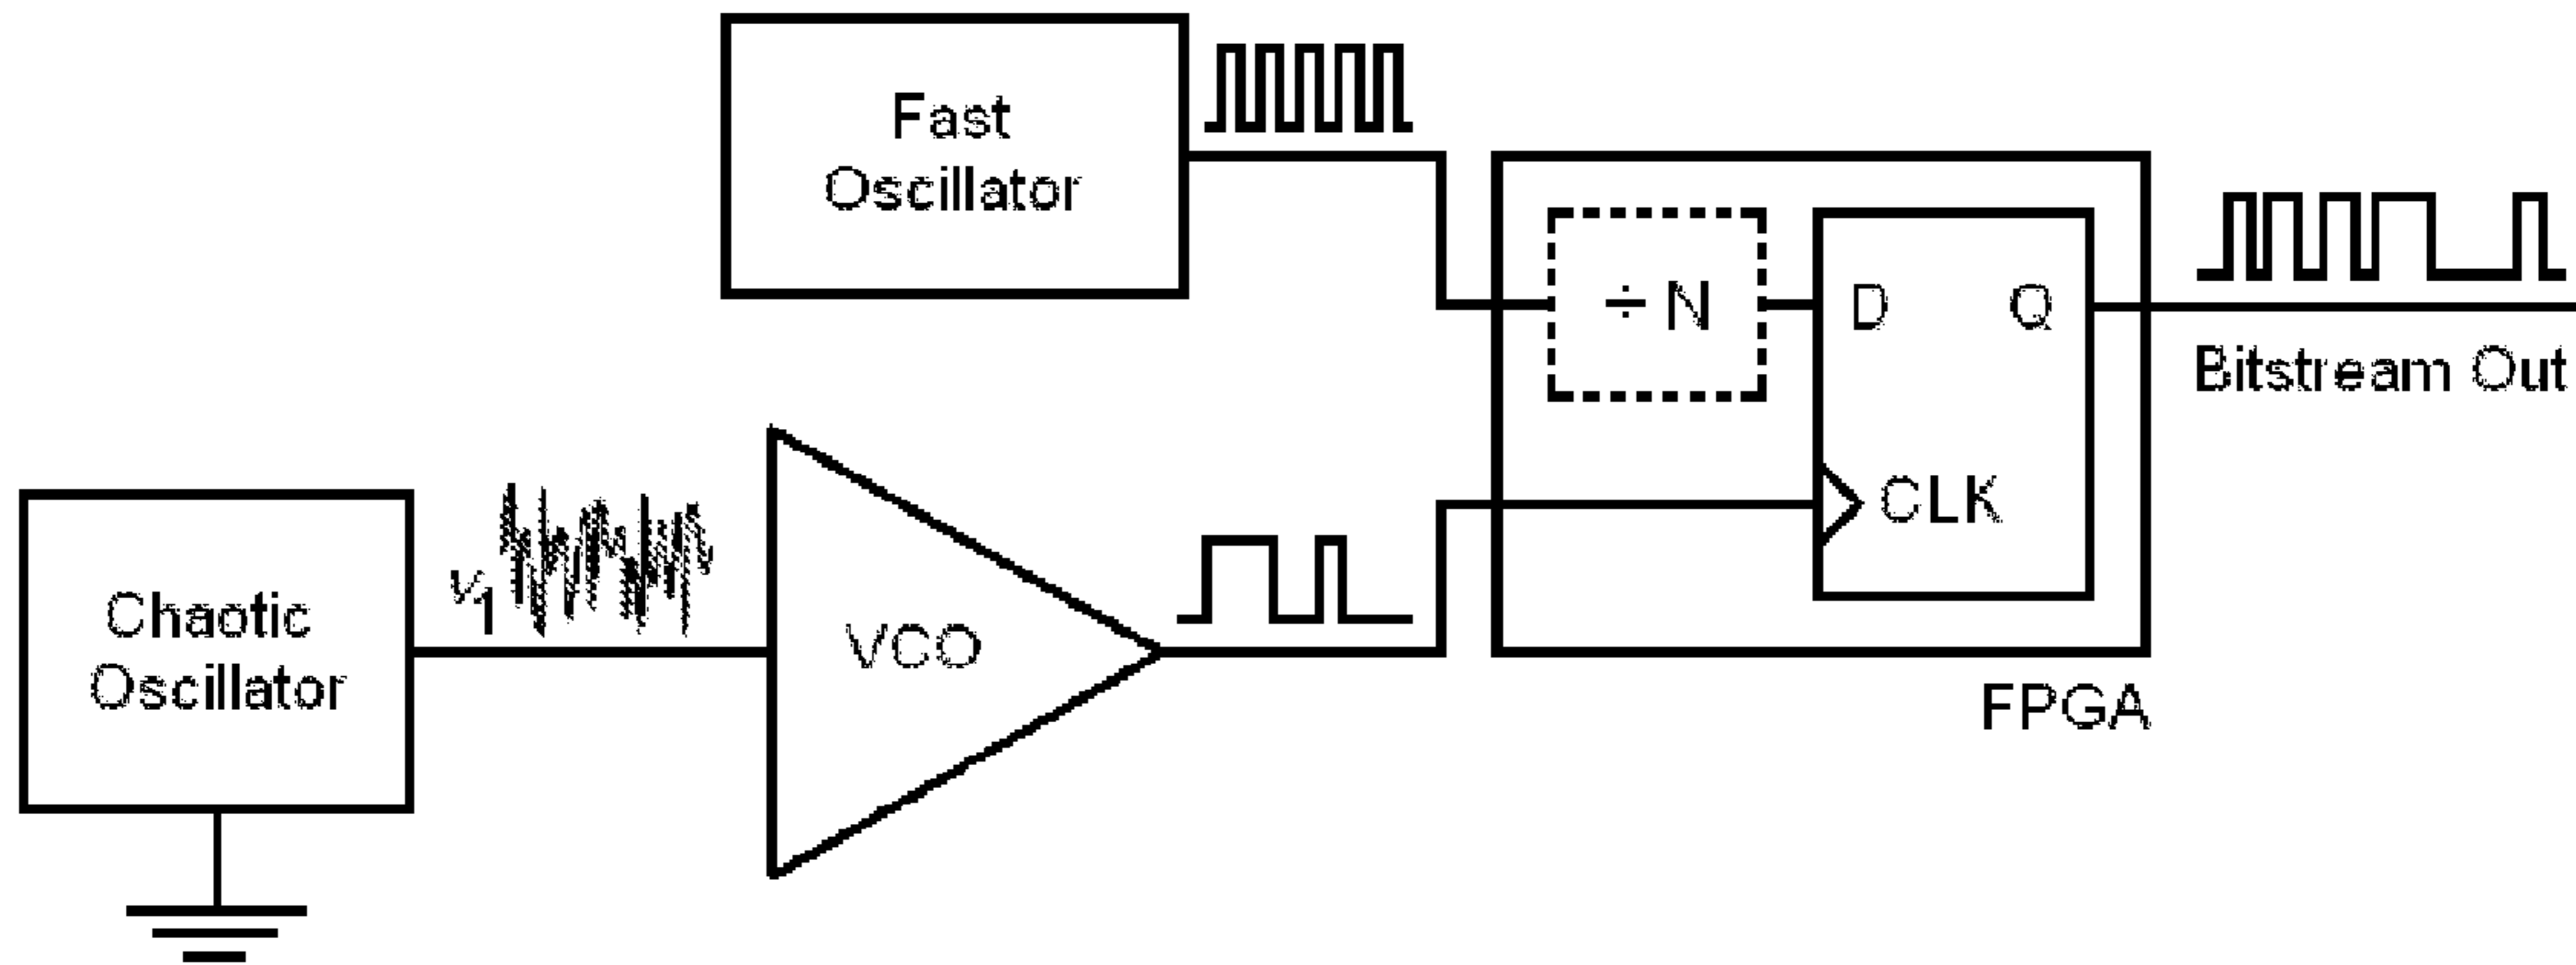 Fast
Oscillator
÷ N
D
Q
Bitstream Out
CLK
v1
Chaotic
Oscillator
VCO
FPGA